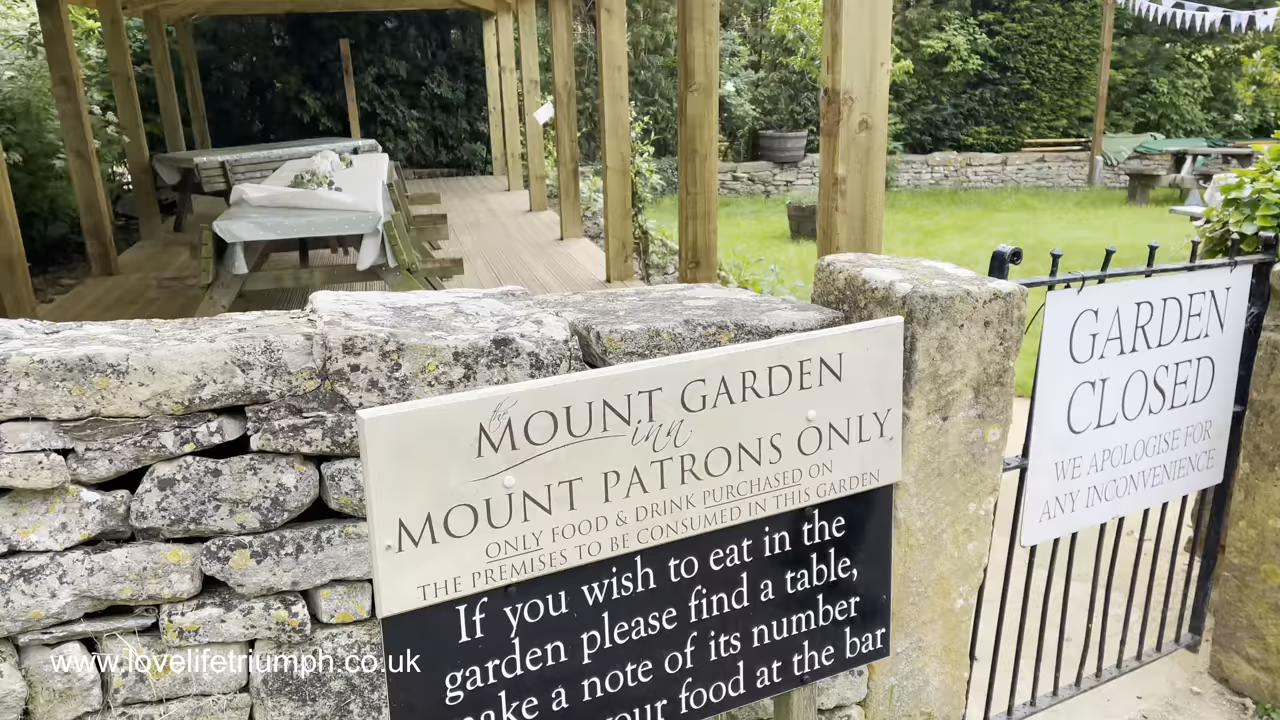 the
MOUNT GARDEN
inn
MOUNT PATRONS ONLY
ONLY FOOD & DRINK PURCHASED ON
THE PREMISES TO BE CONSUMED IN THIS GARDEN
If you wish to eat in the
garden please find a table,
make a note of its number
your food at the bar
GARDEN
CLOSED
WE APOLOGISE FOR
ANY INCONVENIENCE
www.lovelifetriumph.co.uk